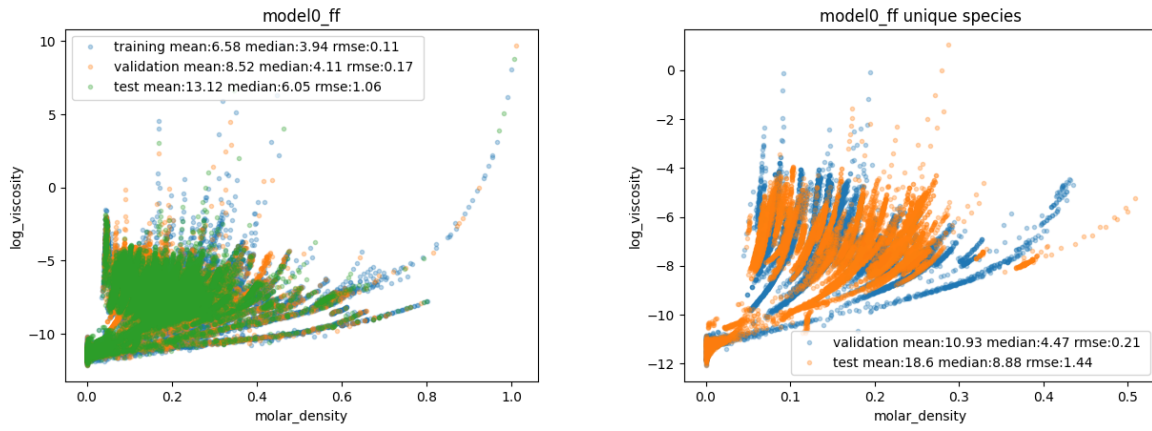 model0_ff
training mean:6.58 median:3.94 rmse:0.11
validation mean:8.52 median:4.11 rmse:0.17
test mean:13.12 median:6.05 rmse:1.06
log_viscosity
10
5
0
−5
−10
0.0 0.2 0.4 0.6 0.8 1.0
molar_density
model0_ff unique species
log_viscosity
0
−2
−4
−6
−8
−10
−12
validation mean:10.93 median:4.47 rmse:0.21
test mean:18.6 median:8.88 rmse:1.44
0.0 0.1 0.2 0.3 0.4 0.5
molar_density